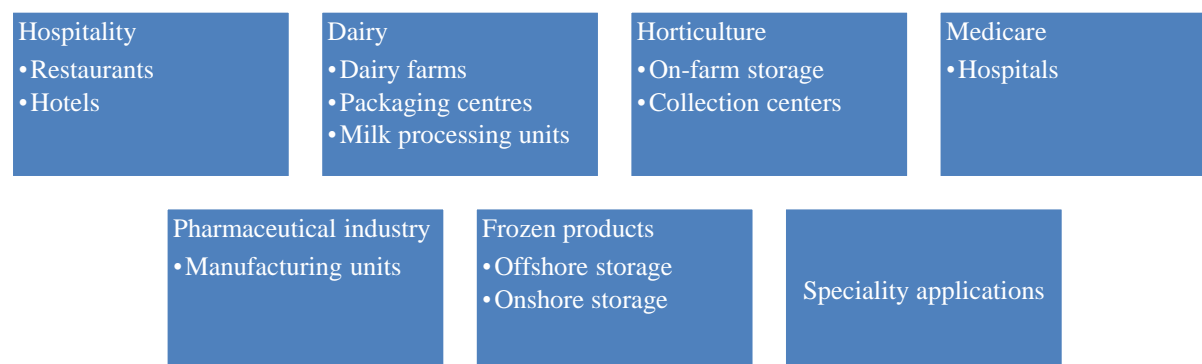 Hospitality
•Restaurants
•Hotels
Dairy
•Dairy farms
•Packaging centres
•Milk processing units
Horticulture
•On-farm storage
•Collection centers
Medicare
•Hospitals
Pharmaceutical industry
•Manufacturing units
Frozen products
•Offshore storage
•Onshore storage
Speciality applications